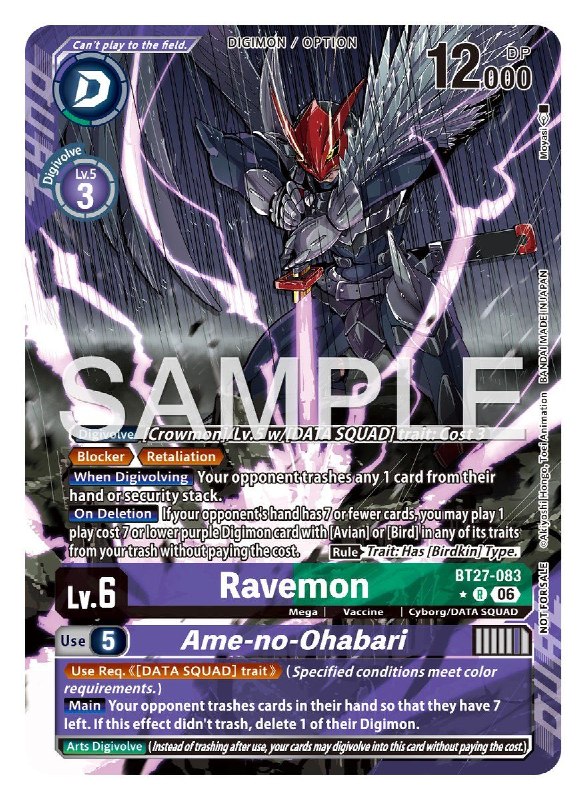 Can't play to the field.
DIGIMON / OPTION
12000
DP
D
Digivolve
Lv.5
3
Moyasi
BANDAI MADE IN JAPAN
©Akiyoshi Hongo, Toei Animation
NOT FOR SALE
SAMPLE
Digivolve [Crowmon]/Lv.5 w/[DATA SQUAD] trait: Cost 3
Blocker Retaliation
When Digivolving Your opponent trashes any 1 card from their
hand or security stack.
On Deletion If your opponent's hand has 7 or fewer cards, you may play 1
play cost 7 or lower purple Digimon card with [Avian] or [Bird] in any of its traits
from your trash without paying the cost. Rule Trait: Has [Birdkin] Type.
Lv.6
Ravemon
BT27-083
R 06
Mega | Vaccine | Cyborg/DATA SQUAD
Use 5
Ame-no-Ohabari
Use Req.《[DATA SQUAD] trait》 (Specified conditions meet color
requirements.)
Main Your opponent trashes cards in their hand so that they have 7
left. If this effect didn't trash, delete 1 of their Digimon.
Arts Digivolve (Instead of trashing after use, your cards may digivolve into this card without paying the cost.)